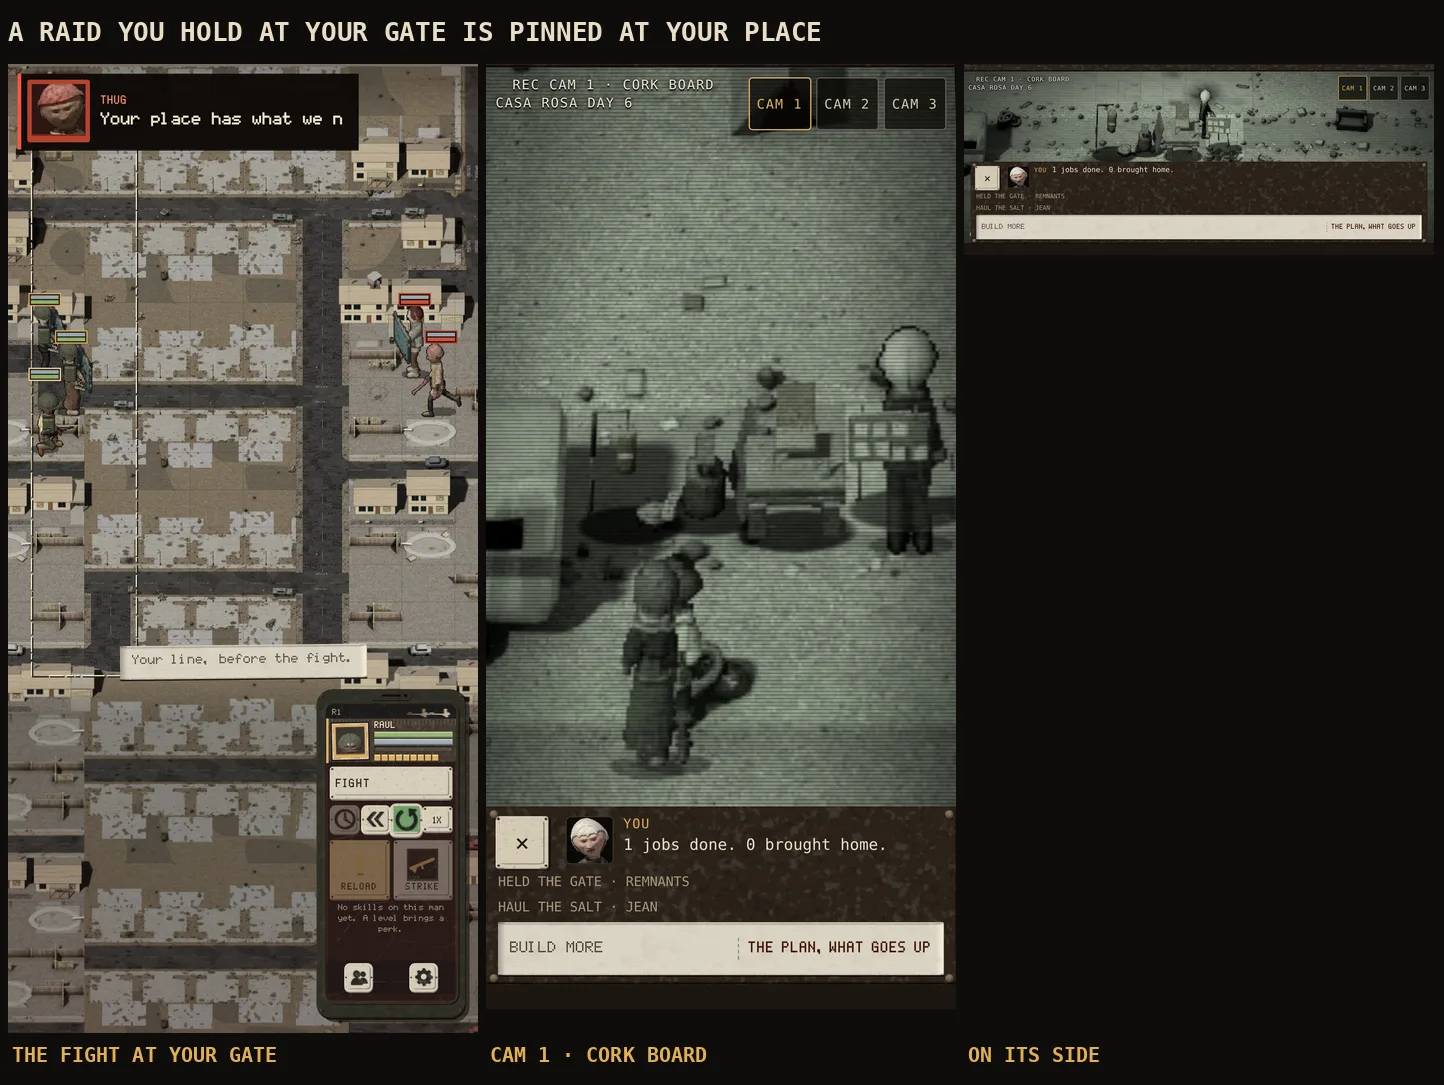 A RAID YOU HOLD AT YOUR GATE IS PINNED AT YOUR PLACE
THUG
Your place has what we n
Your line, before the fight.
R1
RAUL
FIGHT
1X
RELOAD
STRIKE
No skills on this man
yet. A level brings a
perk.
THE FIGHT AT YOUR GATE
REC CAM 1 · CORK BOARD
CASA ROSA DAY 6
CAM 1
CAM 2
CAM 3
×
YOU
1 jobs done. 0 brought home.
HELD THE GATE · REMNANTS
HAUL THE SALT · JEAN
BUILD MORE
THE PLAN, WHAT GOES UP
CAM 1 · CORK BOARD
REC CAM 1 · CORK BOARD
CASA ROSA DAY 6
CAM 1
CAM 2
CAM 3
×
YOU 1 jobs done. 0 brought home.
HELD THE GATE · REMNANTS
HAUL THE SALT · JEAN
BUILD MORE
THE PLAN, WHAT GOES UP
ON ITS SIDE